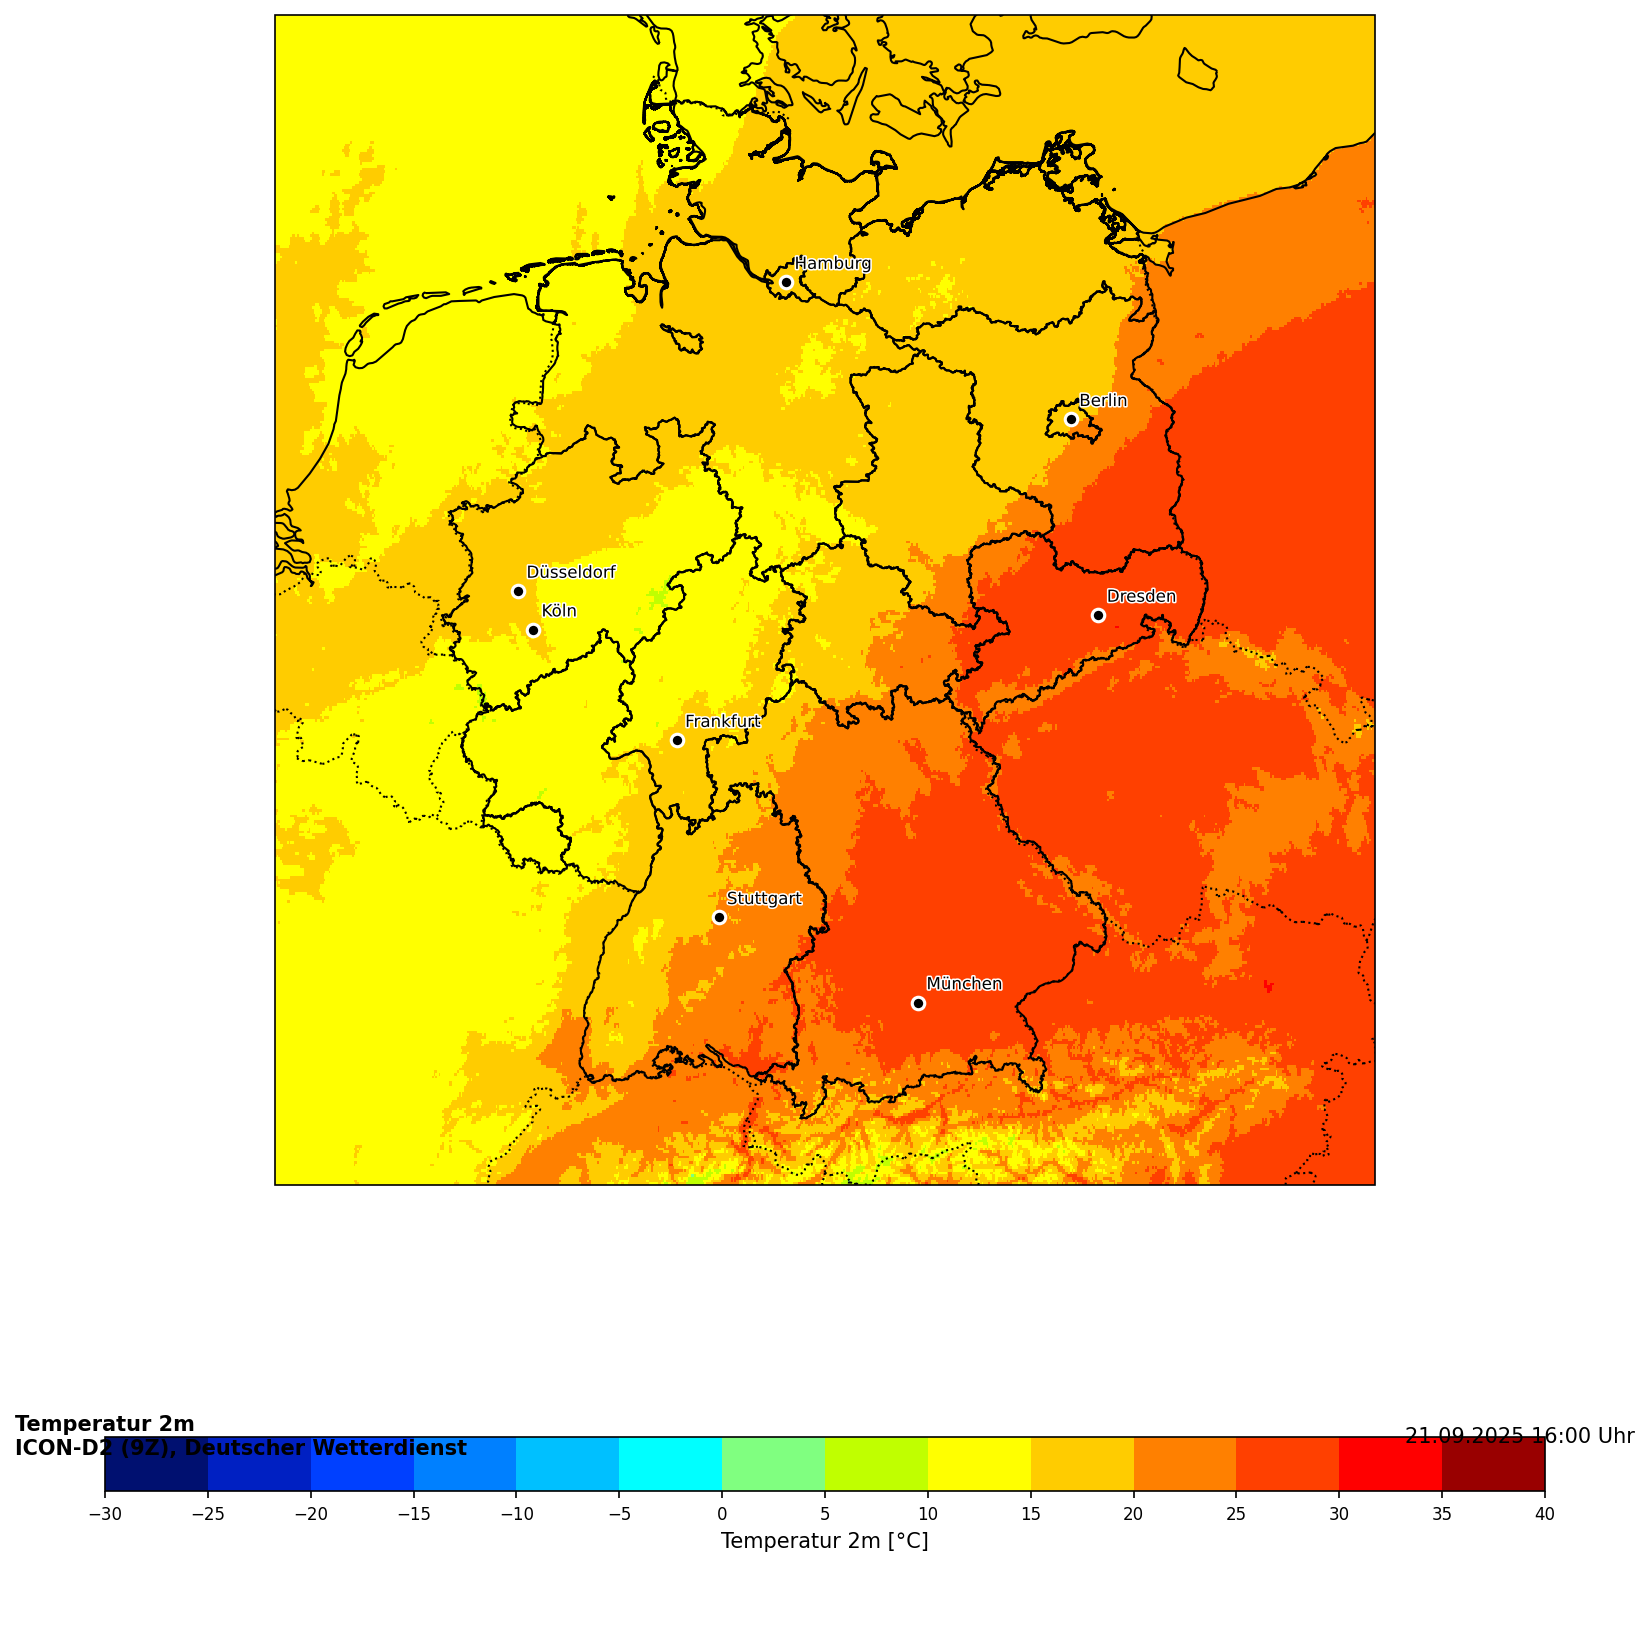 Hamburg
Berlin
Düsseldorf
Köln
Dresden
Frankfurt
Stuttgart
München
Temperatur 2m
ICON-D2 (9Z), Deutscher Wetterdienst
21.09.2025 16:00 Uhr
−30 −25 −20 −15 −10 −5 0 5 10 15 20 25 30 35 40
Temperatur 2m [°C]